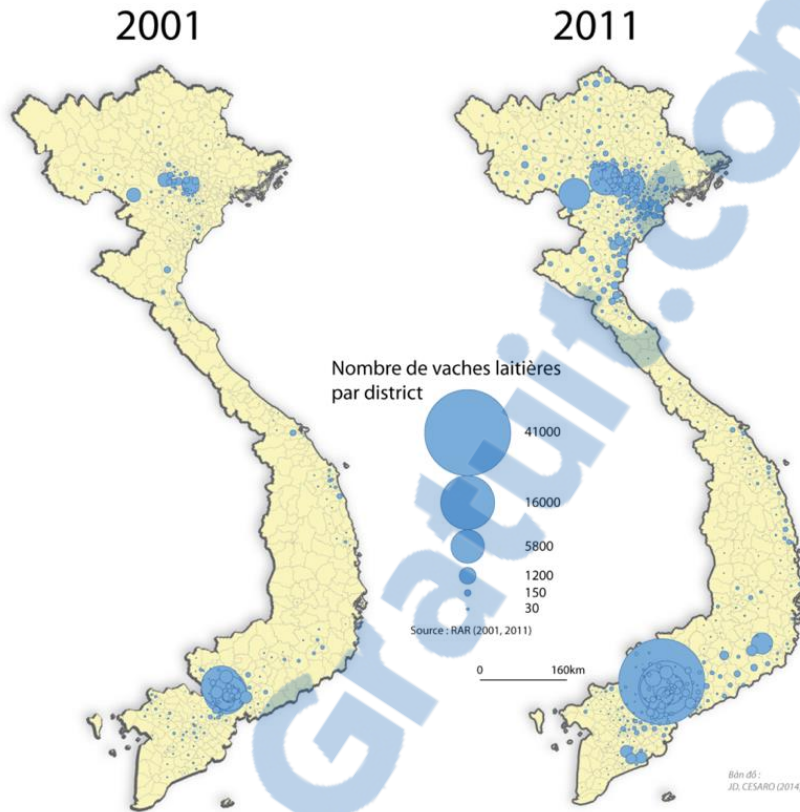 2001
2011
Nombre de vaches laitières
par district
41000
16000
5800
1200
150
30
Source : RAR (2001, 2011)
0 160km
Bản đồ :
JD, CESARO (2014)
Gratuit.com